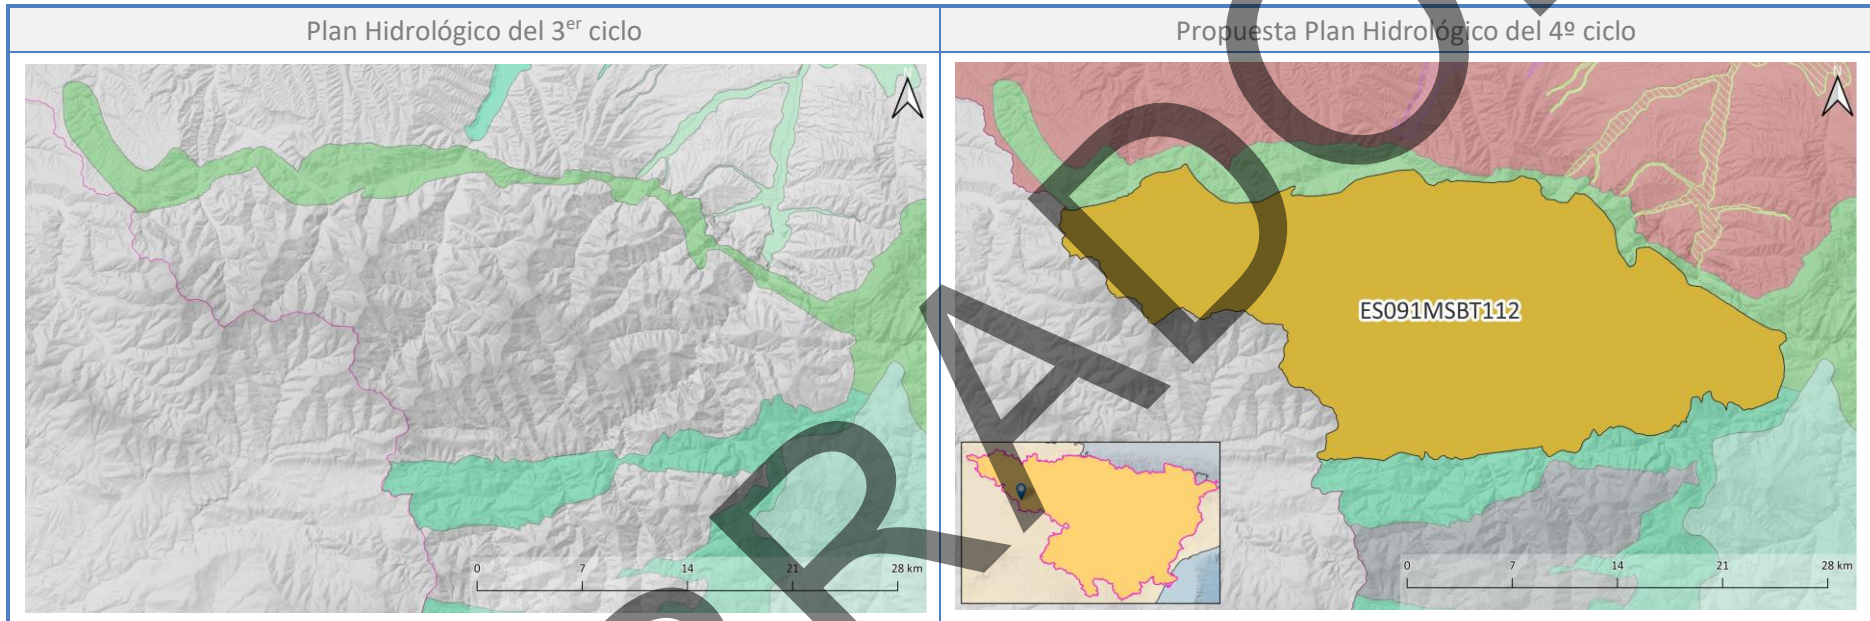 Plan Hidrológico del 3er ciclo
Propuesta Plan Hidrológico del 4º ciclo
N
N
ES091MSBT112
0 7 14 21 28 km
0 7 14 21 28 km
RADO